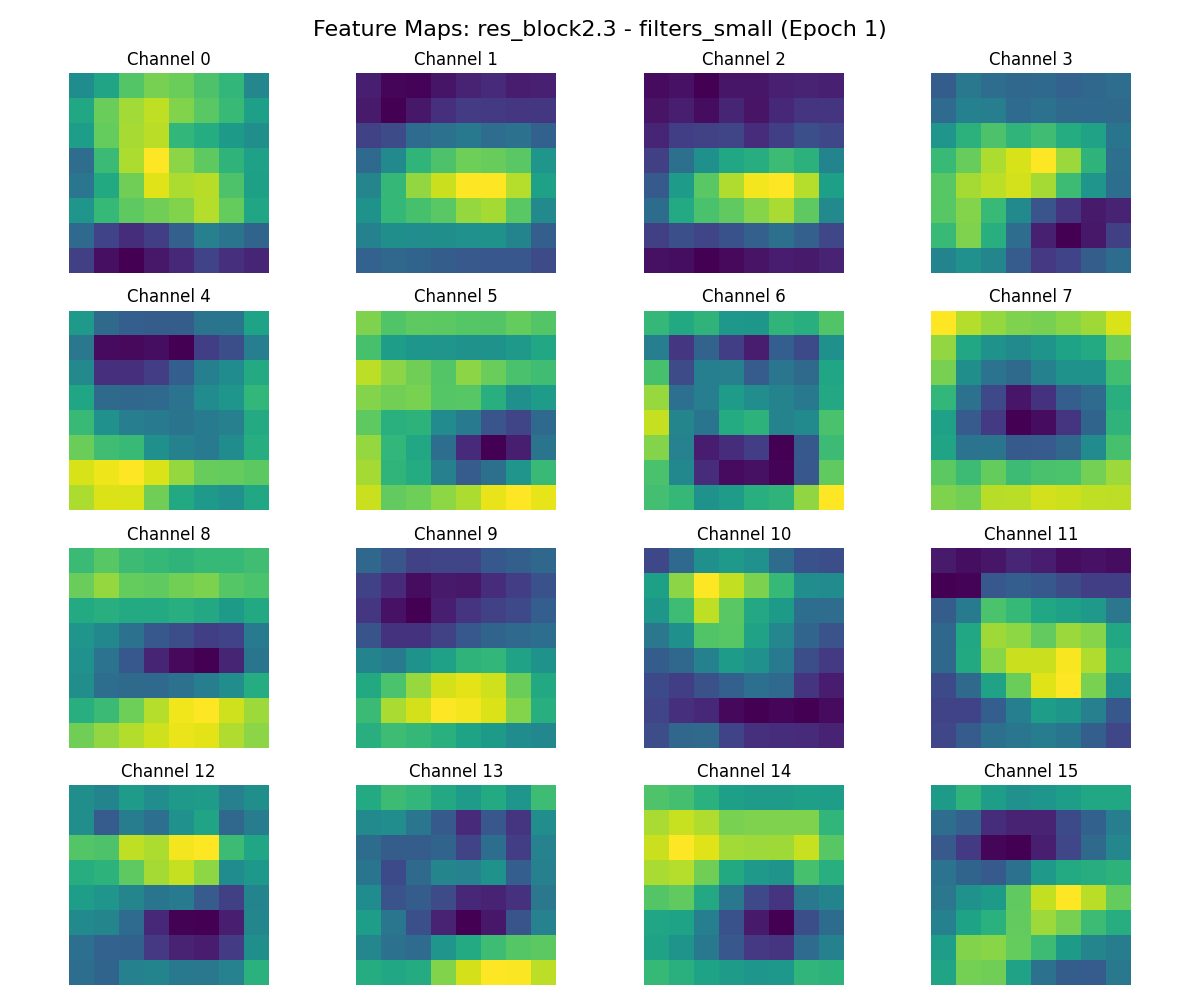 Feature Maps: res_block2.3 - filters_small (Epoch 1)
Channel 0
Channel 1
Channel 2
Channel 3
Channel 4
Channel 5
Channel 6
Channel 7
Channel 8
Channel 9
Channel 10
Channel 11
Channel 12
Channel 13
Channel 14
Channel 15